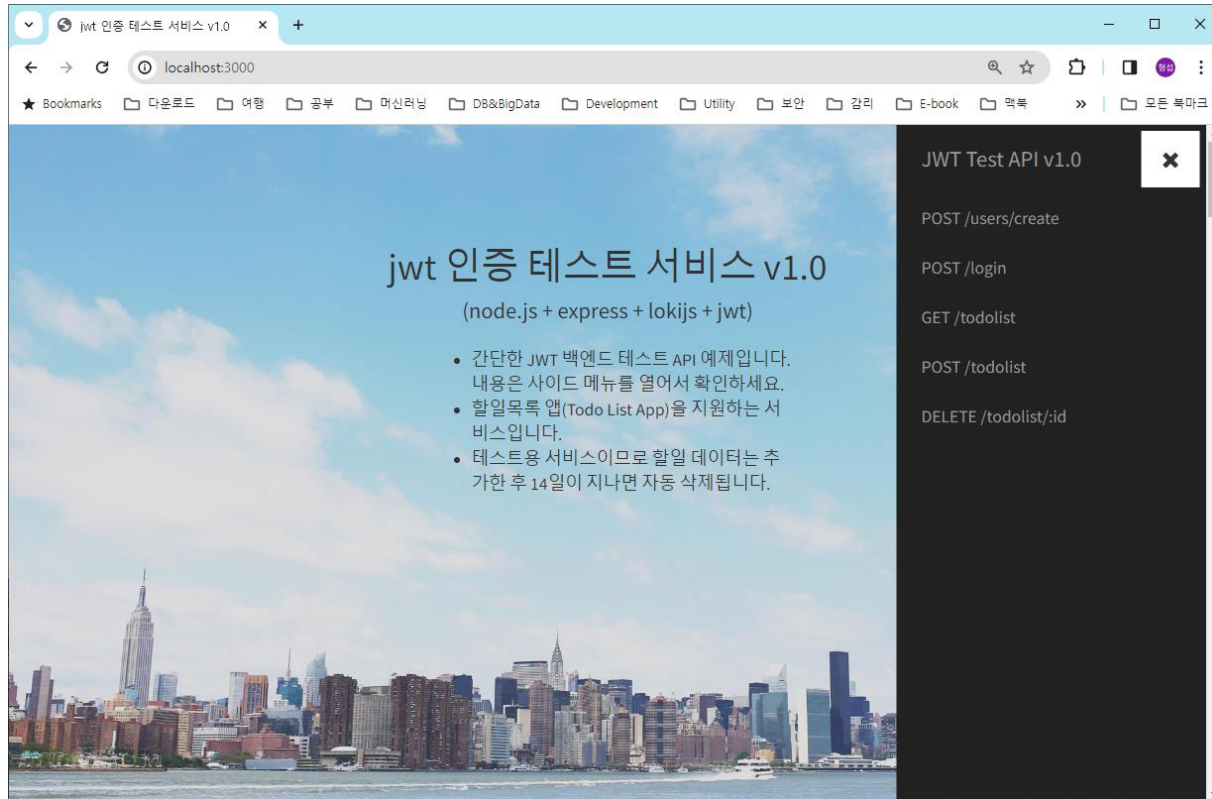 jwt 인증 테스트 서비스 v1.0
localhost:3000
Bookmarks 다운로드 여행 공부 머신러닝 DB&BigData Development Utility 보안 감리 E-book 맥북 » 모든 북마크
jwt 인증 테스트 서비스 v1.0
(node.js + express + lokijs + jwt)
• 간단한 JWT 백엔드 테스트 API 예제입니다.
내용은 사이드 메뉴를 열어서 확인하세요.
• 할일목록 앱(Todo List App)을 지원하는 서
비스입니다.
• 테스트용 서비스이므로 할일 데이터는 추
가한 후 14일이 지나면 자동 삭제됩니다.
JWT Test API v1.0
POST /users/create
POST /login
GET /todolist
POST /todolist
DELETE /todolist/:id